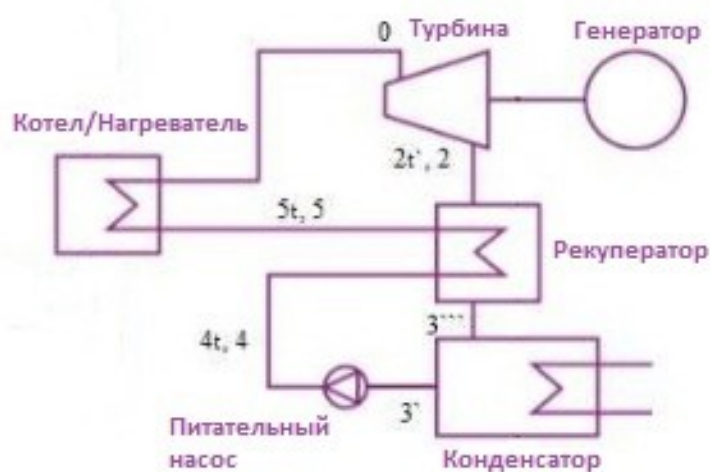 0
Турбина
Генератор
Котел/Нагреватель
2t`, 2
5t, 5
Рекуператор
3```
4t, 4
3`
Питательный
насос
Конденсатор